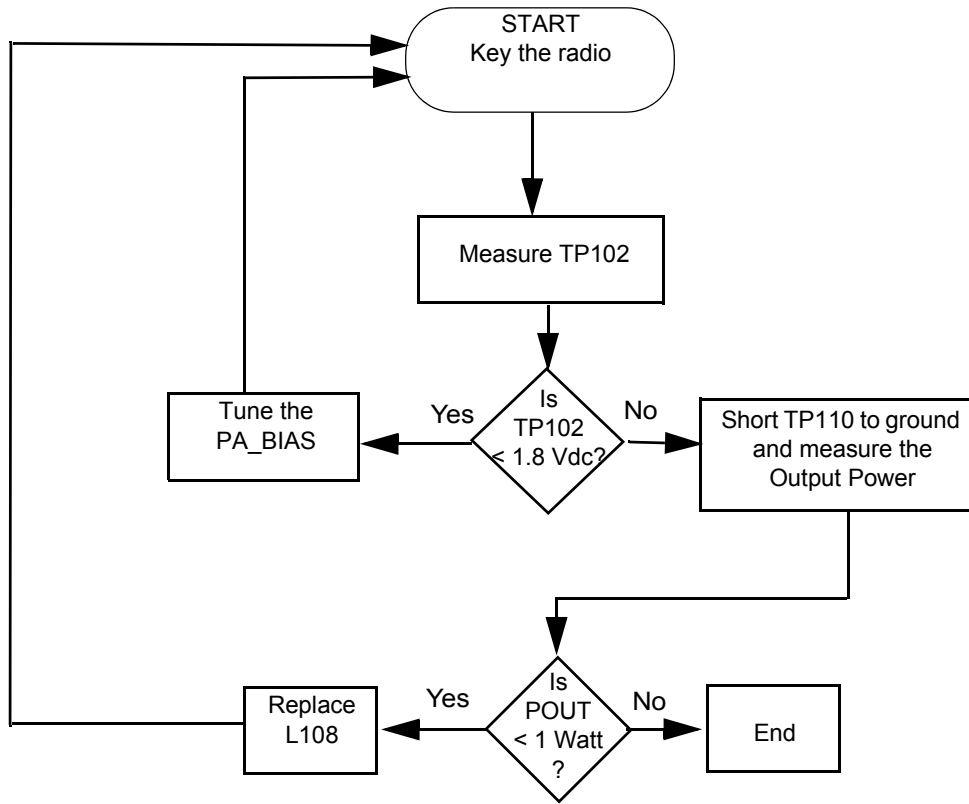 START
Key the radio
Measure TP102
Is
TP102
< 1.8 Vdc?
Yes
No
Tune the
PA_BIAS
Short TP110 to ground
and measure the
Output Power
Is
POUT
< 1 Watt
?
Yes
No
Replace
L108
End